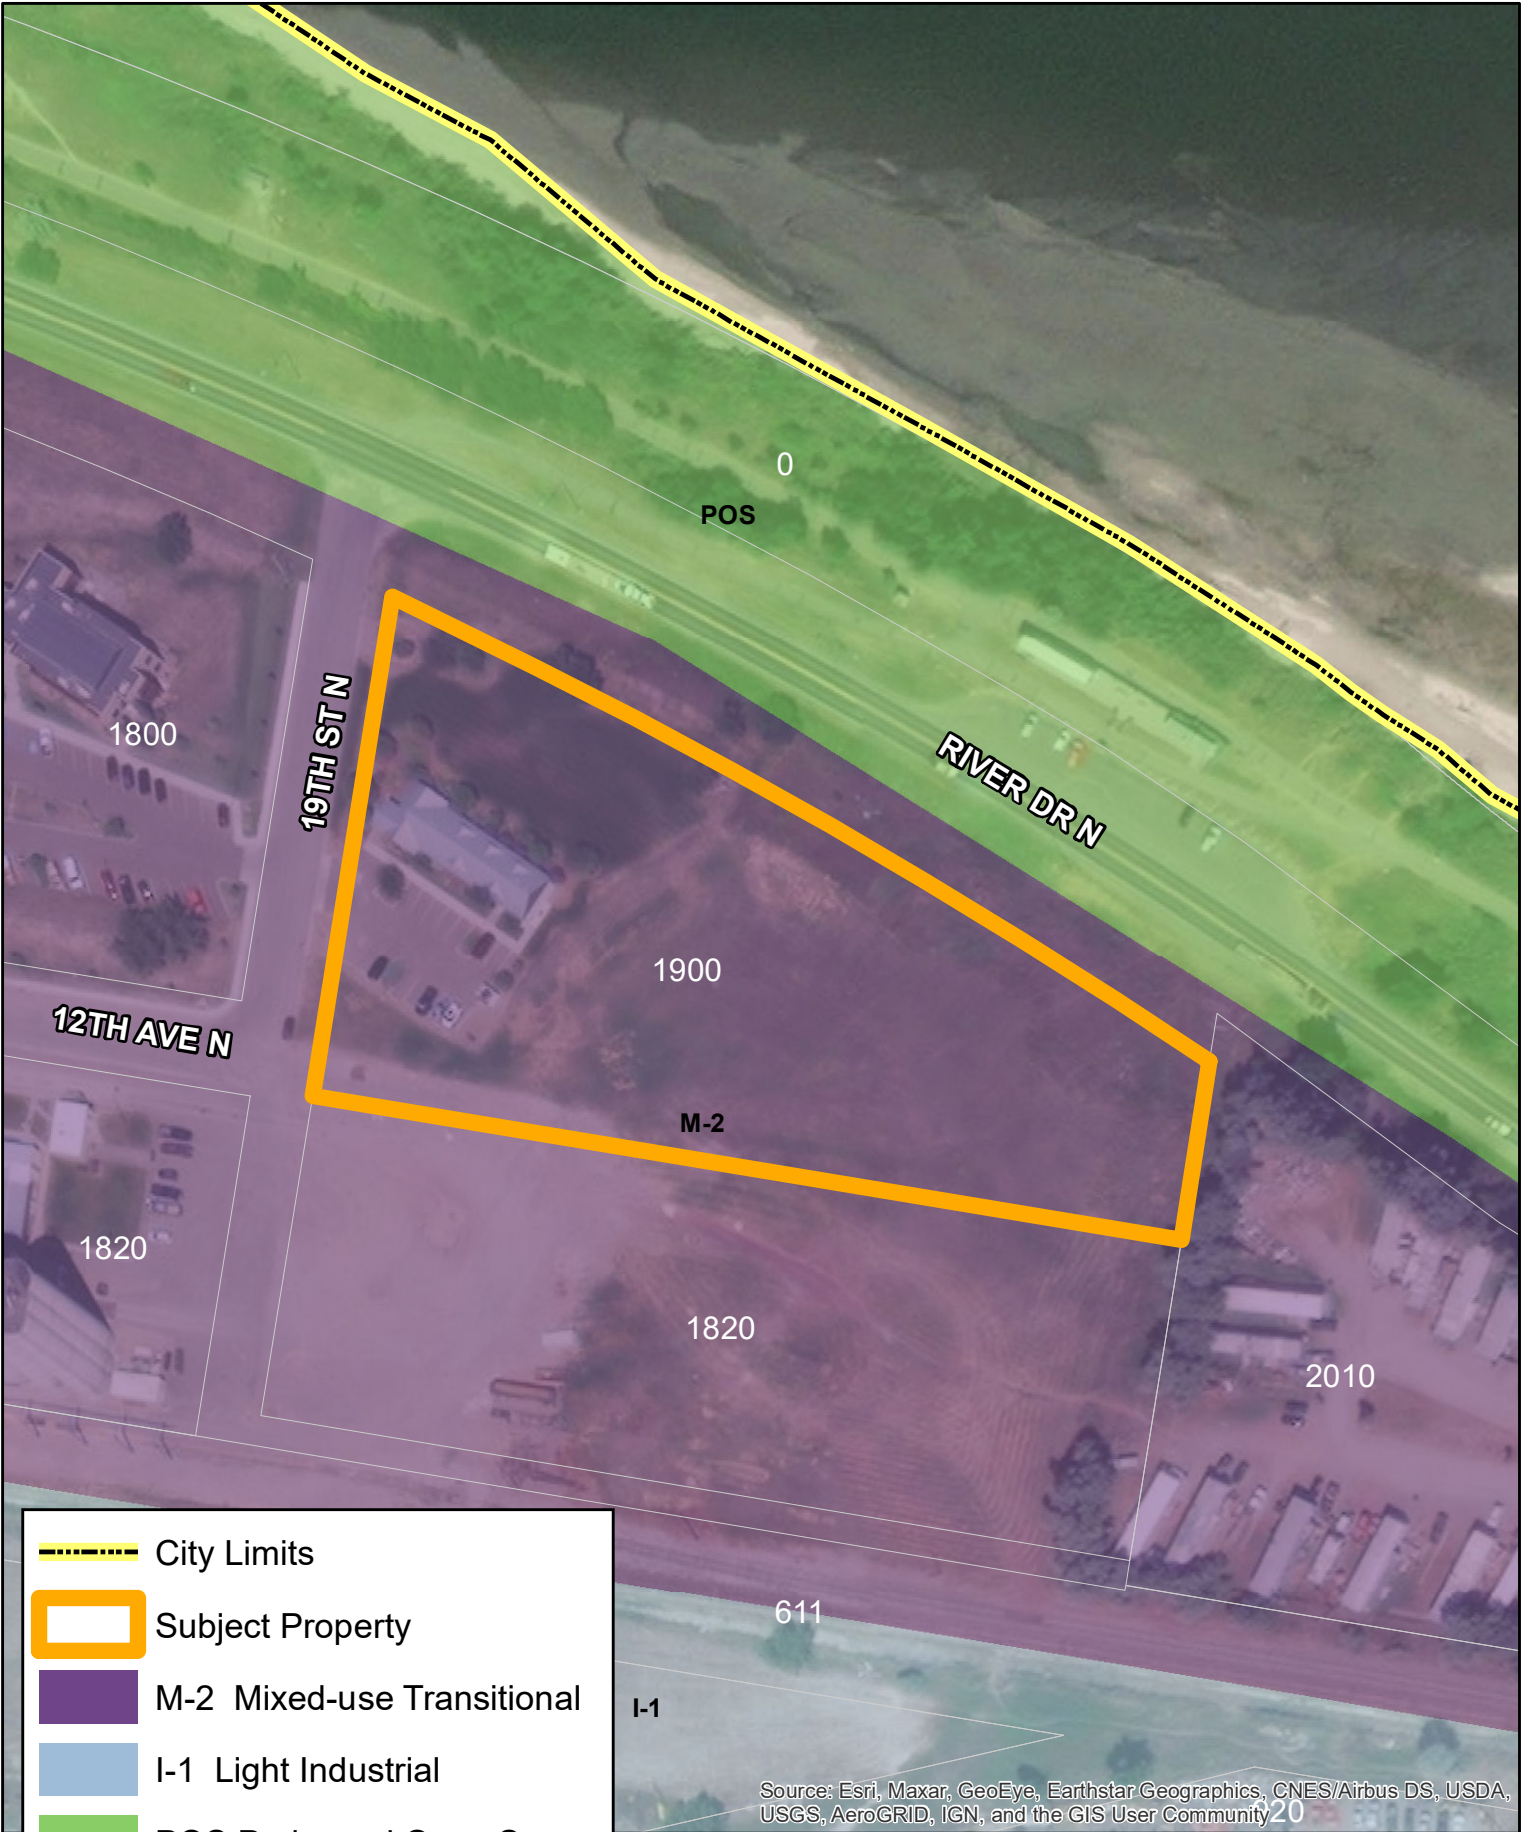 0
POS
19TH ST N
1800
RIVER DR N
1900
12TH AVE N
M-2
1820
1820
2010
611
City Limits
Subject Property
M-2 Mixed-use Transitional
I-1
I-1 Light Industrial
Source: Esri, Maxar, GeoEye, Earthstar Geographics, CNES/Airbus DS, USDA,
USGS, AeroGRID, IGN, and the GIS User Community